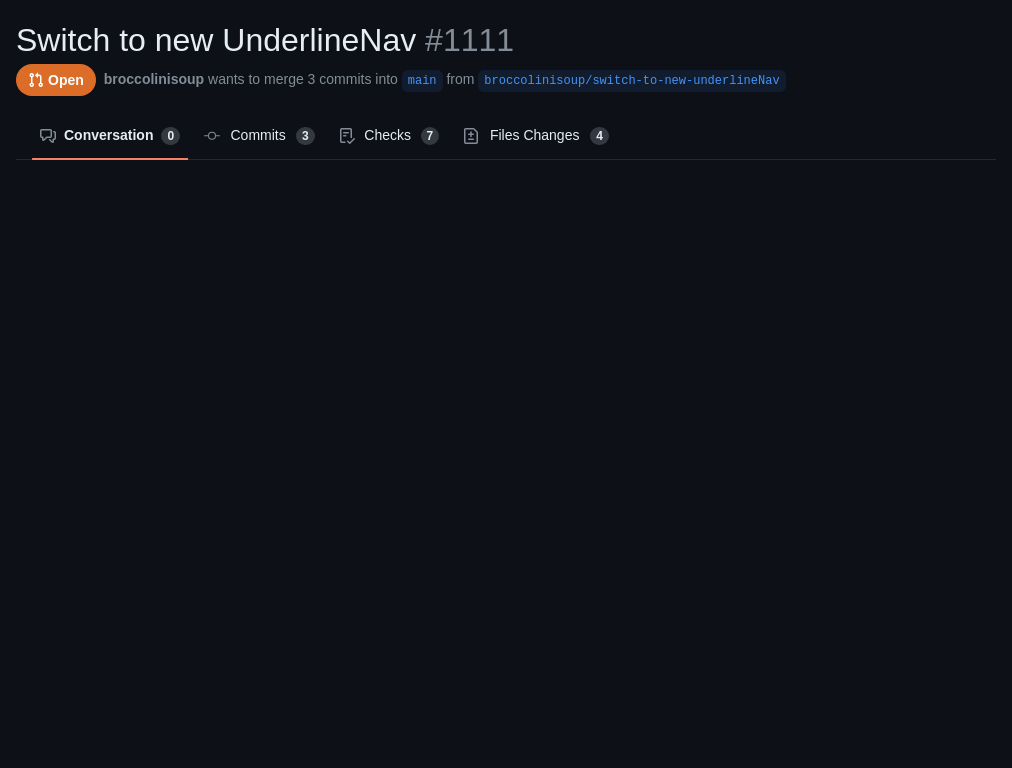 Switch to new UnderlineNav #1111
Open broccolinisoup wants to merge 3 commits into main from broccolinisoup/switch-to-new-underlineNav
Conversation 0 Commits 3 Checks 7 Files Changes 4